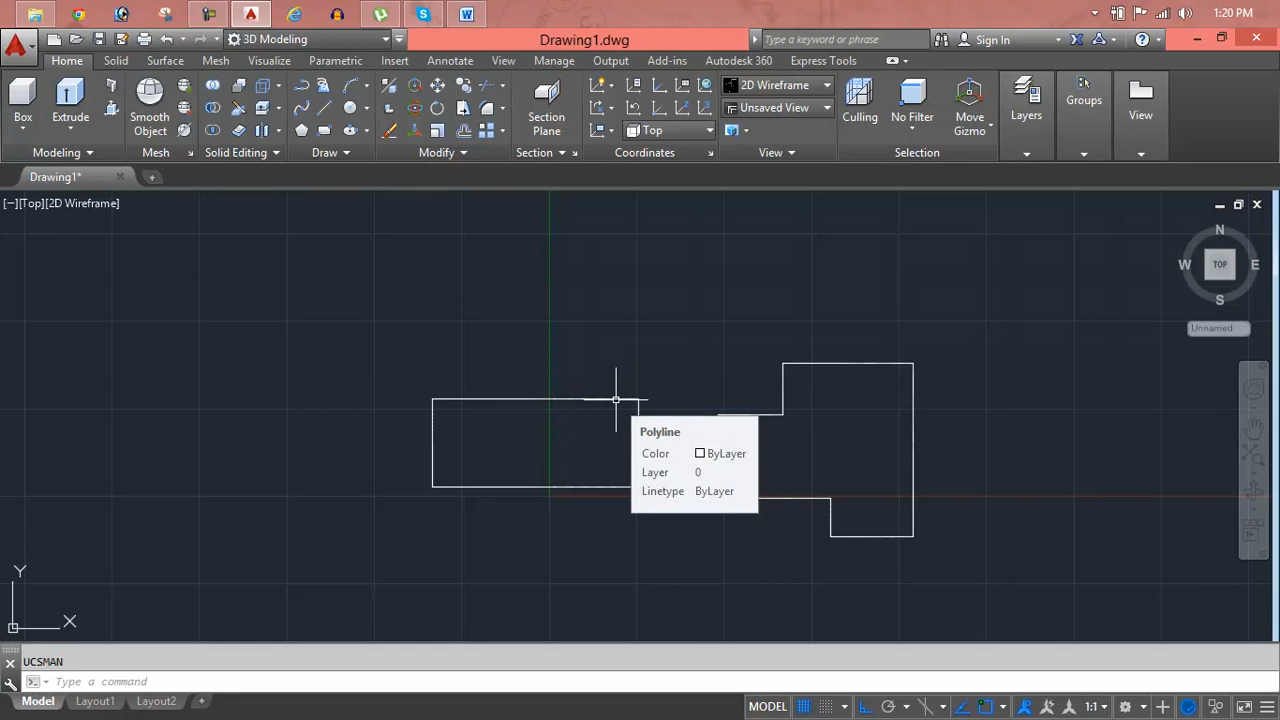 1:20 PM
3D Modeling
Drawing1.dwg
Type a keyword or phrase
Sign In
Home Solid Surface Mesh Visualize Parametric Insert Annotate View Manage Output Add-ins Autodesk 360 Express Tools
Box
Extrude
Smooth Object
Section Plane
Top
2D Wireframe
Unsaved View
Culling
No Filter
Move Gizmo
Layers
Groups
View
Modeling Mesh Solid Editing Draw Modify Section Coordinates View Selection
Drawing1*
[−][Top][2D Wireframe]
N
W TOP E
S
Unnamed
Polyline
Color ByLayer
Layer 0
Linetype ByLayer
Y
X
UCSMAN
Type a command
Model Layout1 Layout2 MODEL 1:1